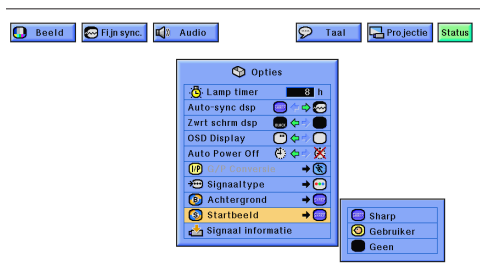 Beeld Fijn sync. Audio Taal Projectie Status
Opties
Lamp timer 8 h
Auto-sync dsp
Zwrt schrm dsp
OSD Display
Auto Power Off
I/P
Signaaltype
Achtergrond
Startbeeld
Signaal informatie
Sharp
Gebruiker
Geen